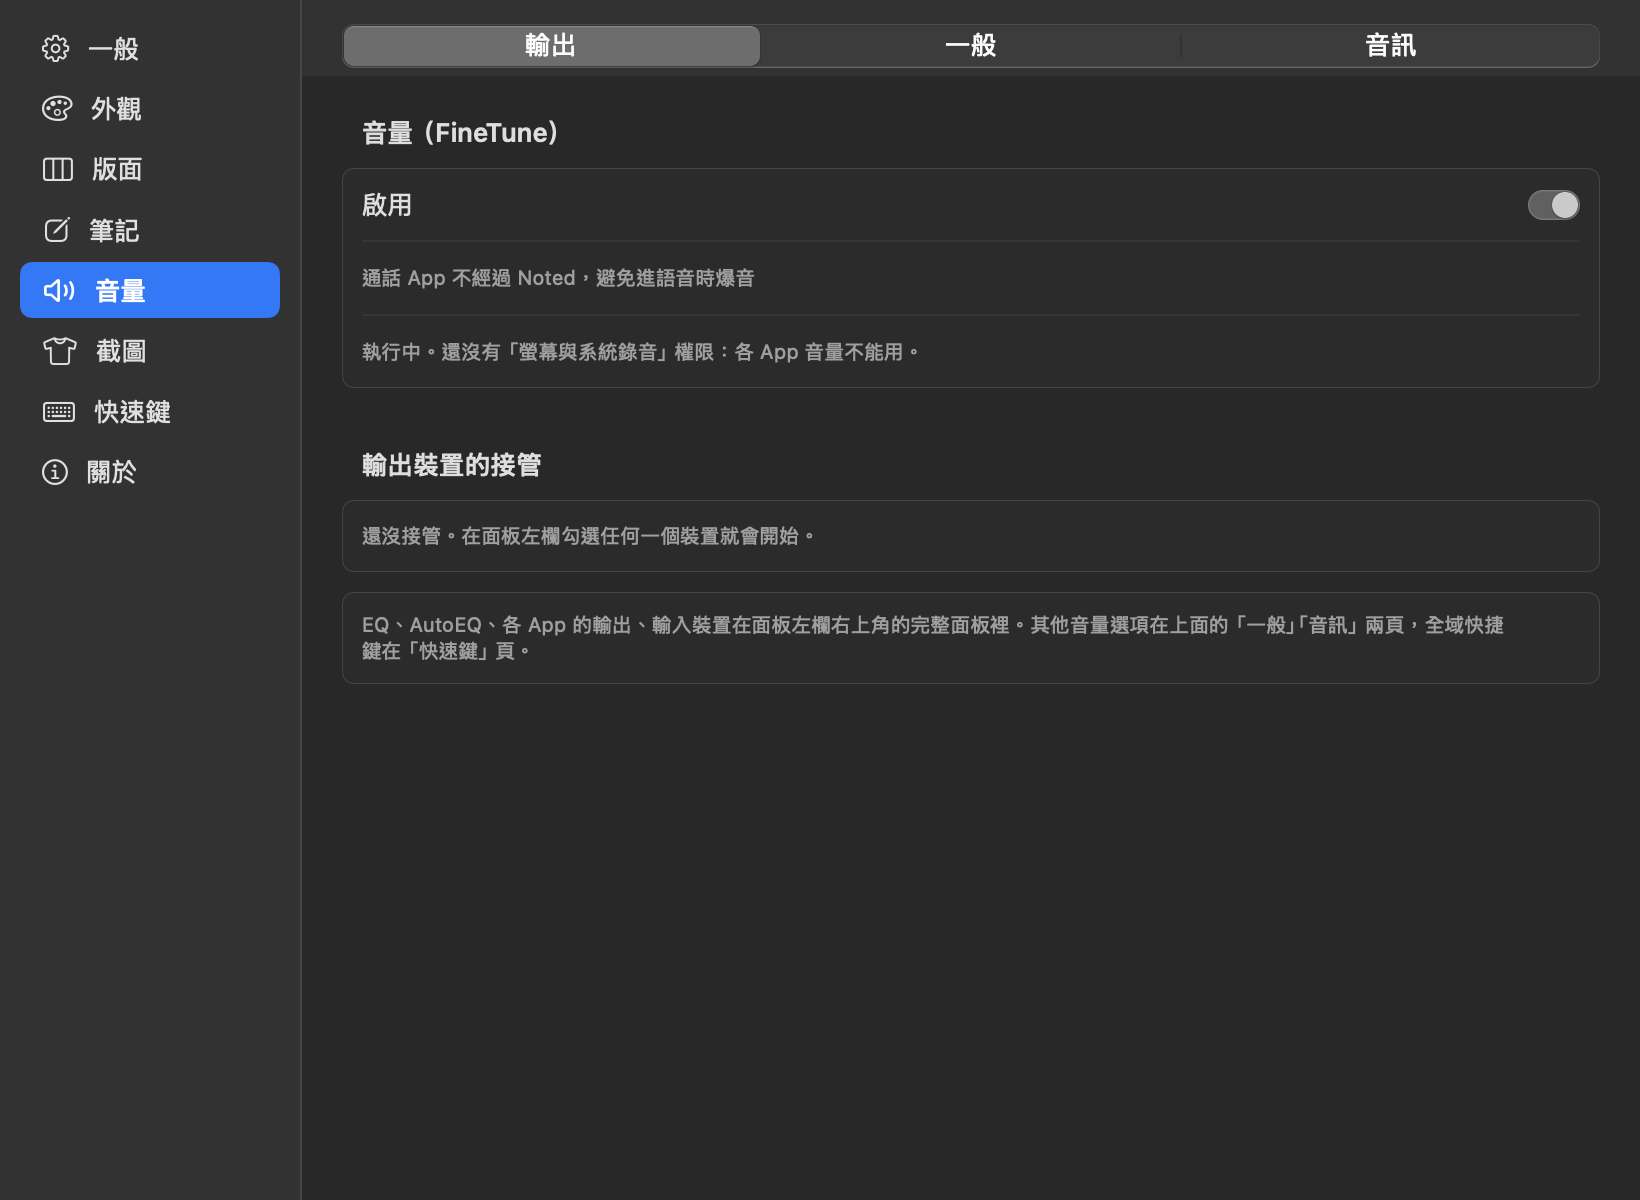 一般
外觀
版面
筆記
音量
截圖
快速鍵
關於
輸出
一般
音訊
音量（FineTune）
啟用
通話 App 不經過 Noted，避免進語音時爆音
執行中。還沒有「螢幕與系統錄音」權限：各 App 音量不能用。
輸出裝置的接管
還沒接管。在面板左欄勾選任何一個裝置就會開始。
EQ、AutoEQ、各 App 的輸出、輸入裝置在面板左欄右上角的完整面板裡。其他音量選項在上面的「一般」「音訊」兩頁，全域快捷
鍵在「快速鍵」頁。